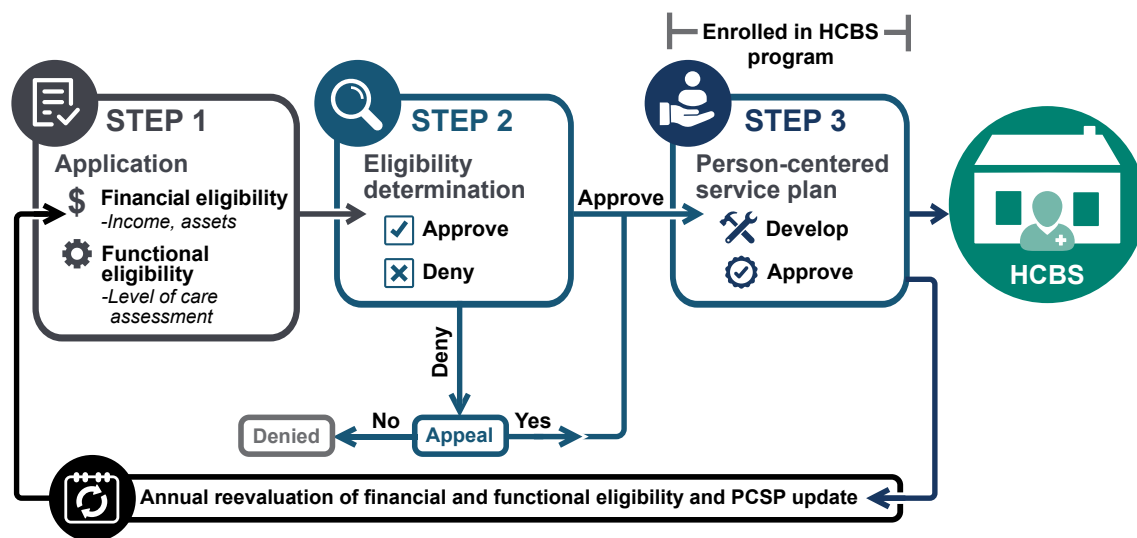 Enrolled in HCBS
program
STEP 1
Application
$ Financial eligibility
-Income, assets
Functional
eligibility
-Level of care
assessment
STEP 2
Eligibility
determination
Approve
Deny
Approve
STEP 3
Person-centered
service plan
Develop
Approve
HCBS
Deny
Denied
No
Appeal
Yes
Annual reevaluation of financial and functional eligibility and PCSP update